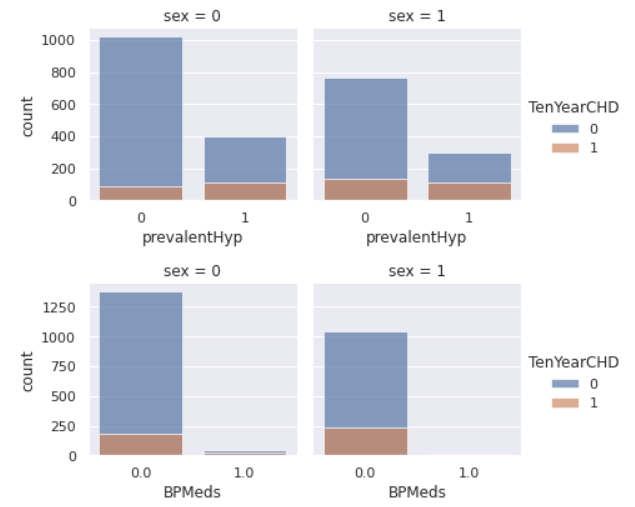 sex = 0
sex = 1
1000
800
600
400
200
0
count
0
1
prevalentHyp
0
1
prevalentHyp
TenYearCHD
0
1
sex = 0
sex = 1
1250
1000
750
500
250
0
count
0.0
1.0
BPMeds
0.0
1.0
BPMeds
TenYearCHD
0
1